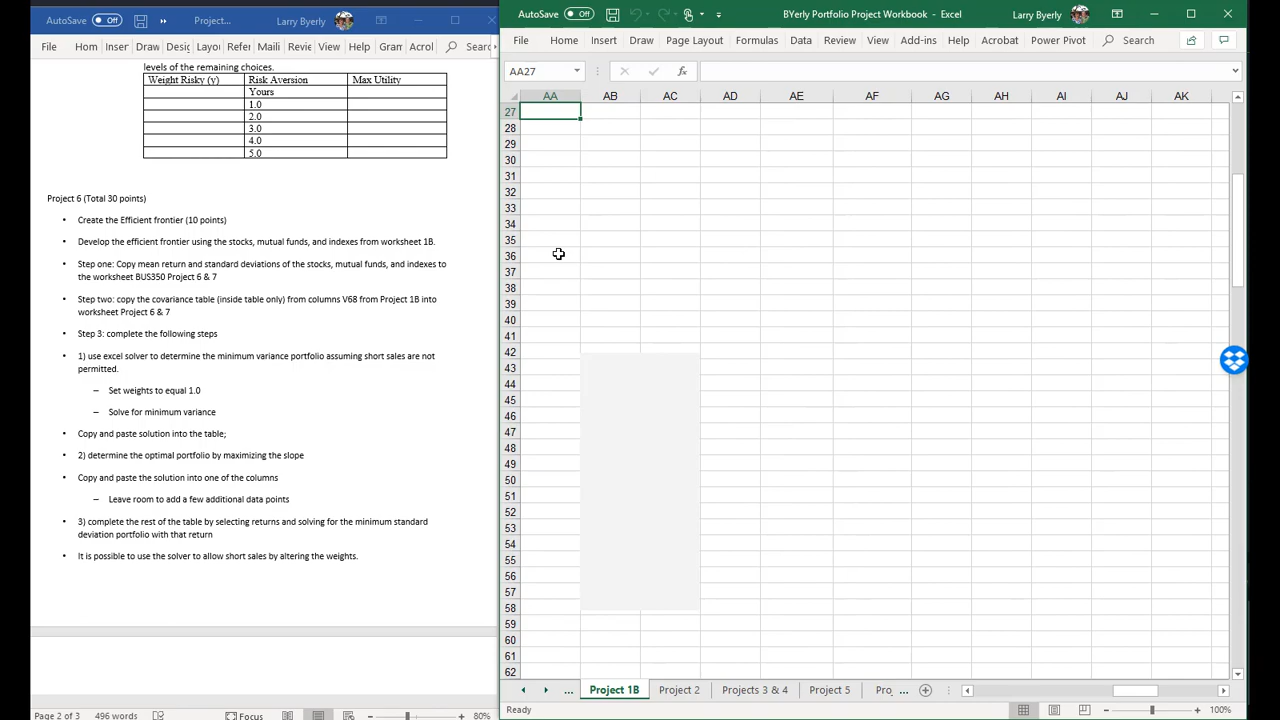 AutoSave Off Project... Larry Byerly
File Hom Inser Draw Desig Layou Refer Maili Revie View Help Gram Acrol Searc
levels of the remaining choices.
Weight Risky (y) Risk Aversion Max Utility
Yours
1.0
2.0
3.0
4.0
5.0
Project 6 (Total 30 points)
• Create the Efficient frontier (10 points)
• Develop the efficient frontier using the stocks, mutual funds, and indexes from worksheet 1B.
• Step one: Copy mean return and standard deviations of the stocks, mutual funds, and indexes to
the worksheet BUS350 Project 6 & 7
• Step two: copy the covariance table (inside table only) from columns V68 from Project 1B into
worksheet Project 6 & 7
• Step 3: complete the following steps
• 1) use excel solver to determine the minimum variance portfolio assuming short sales are not
permitted.
– Set weights to equal 1.0
– Solve for minimum variance
• Copy and paste solution into the table;
• 2) determine the optimal portfolio by maximizing the slope
• Copy and paste the solution into one of the columns
– Leave room to add a few additional data points
• 3) complete the rest of the table by selecting returns and solving for the minimum standard
deviation portfolio with that return
• It is possible to use the solver to allow short sales by altering the weights.
Page 2 of 3 496 words Focus 80%
AutoSave Off BYerly Portfolio Project Workbook - Excel Larry Byerly
File Home Insert Draw Page Layout Formulas Data Review View Add-ins Help Acrobat Power Pivot Search
AA27 fx
AA AB AC AD AE AF AG AH AI AJ AK
27
28
29
30
31
32
33
34
35
36
37
38
39
40
41
42
43
44
45
46
47
48
49
50
51
52
53
54
55
56
57
58
59
60
61
62
... Project 1B Project 2 Projects 3 & 4 Project 5 Pro ...
Ready 100%